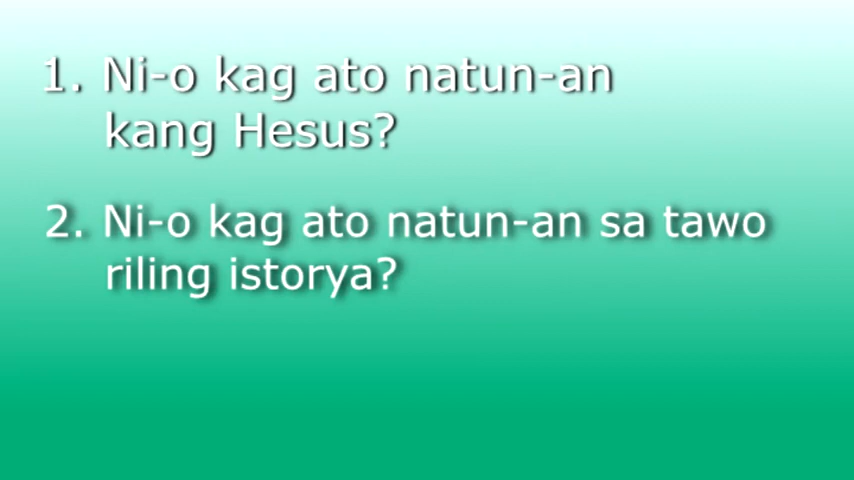 1. Ni-o kag ato natun-an
kang Hesus?
2. Ni-o kag ato natun-an sa tawo
riling istorya?